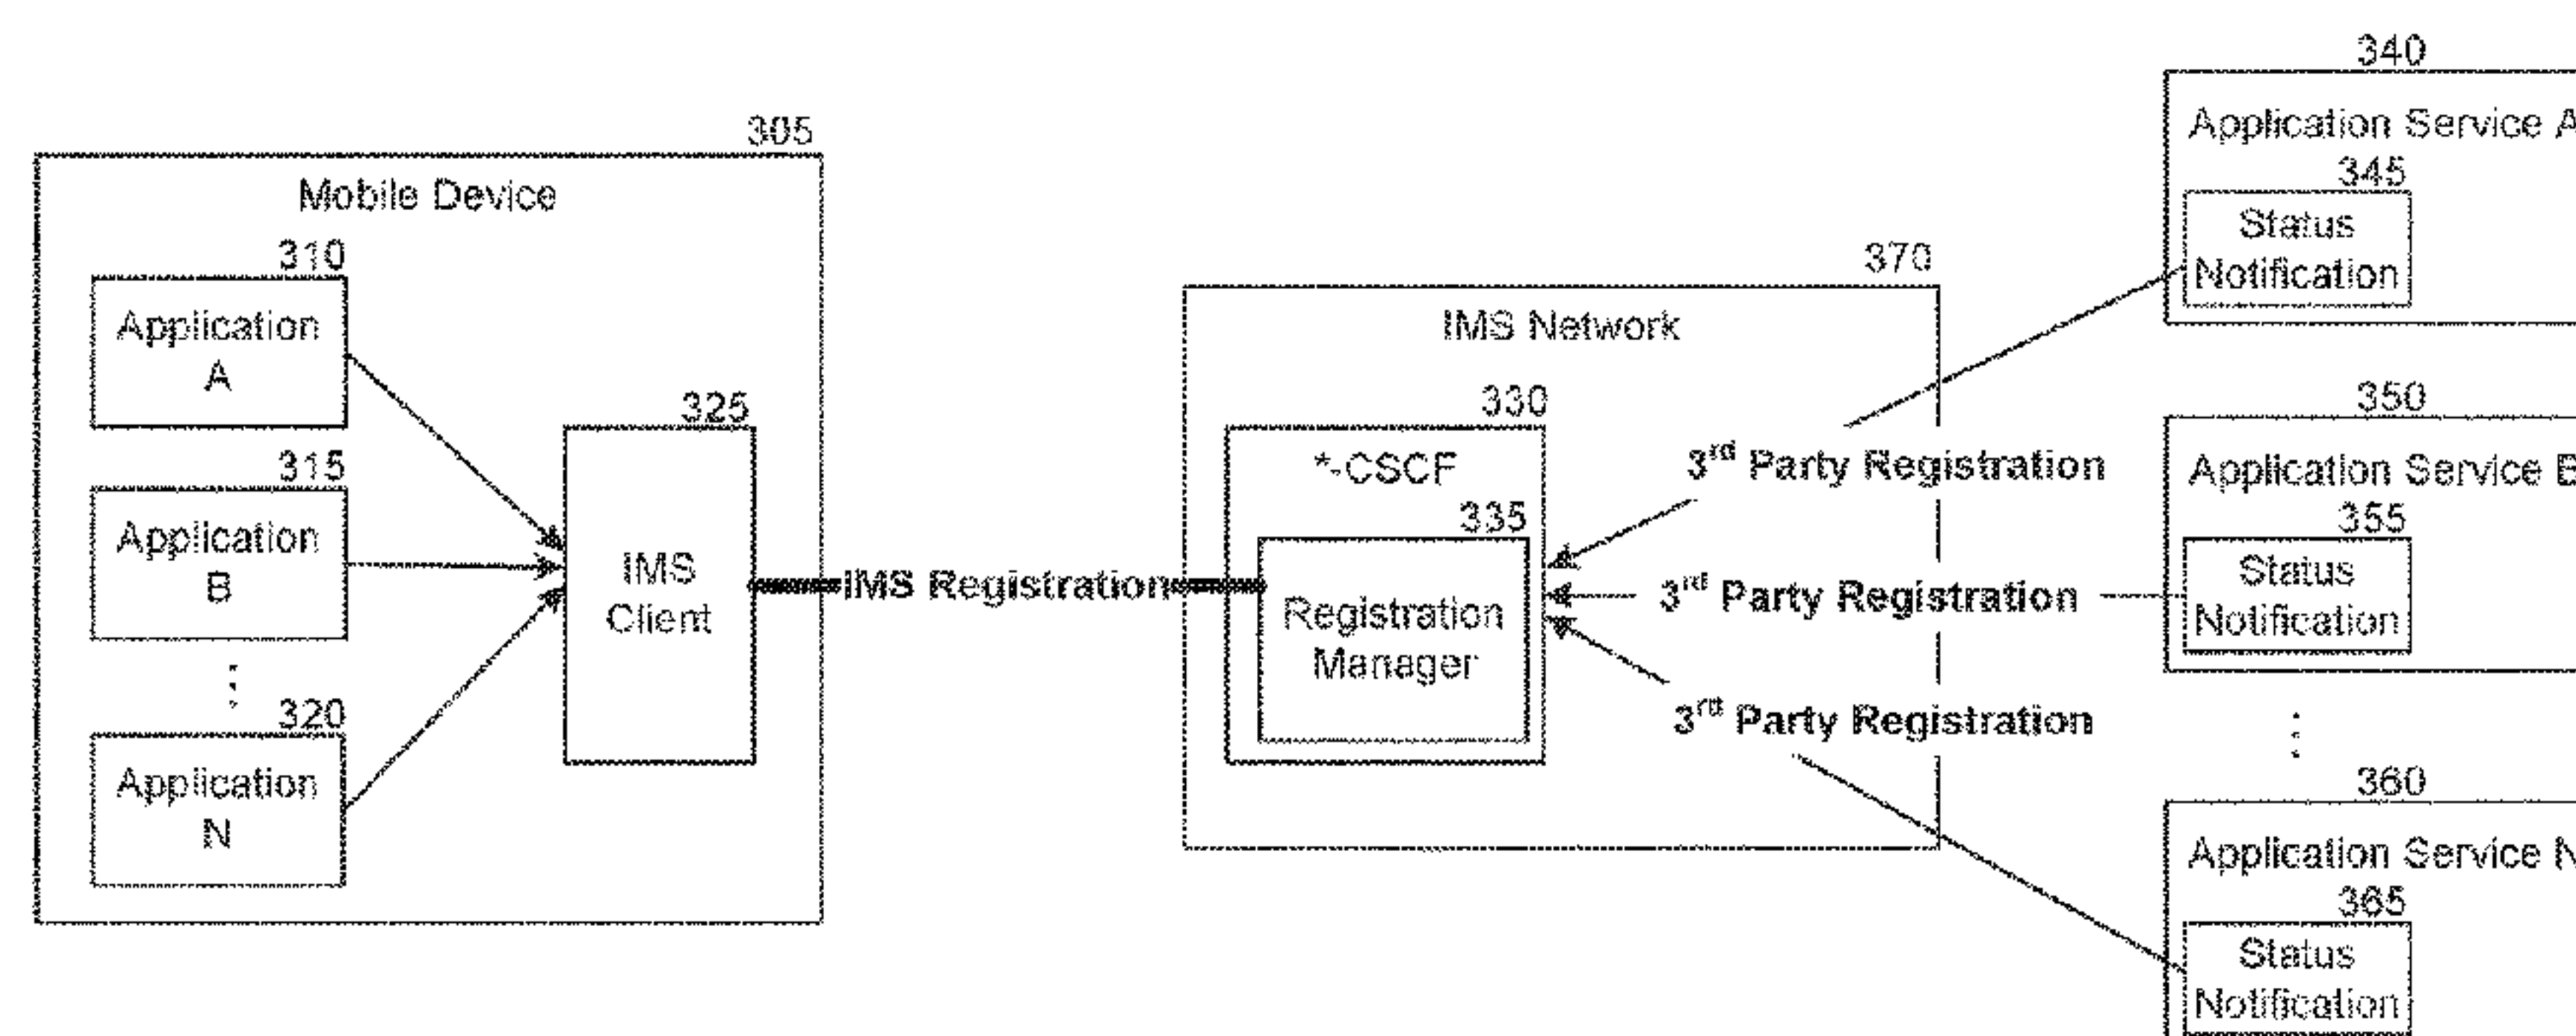 305
Mobile Device
310
Application
A
315
Application
B
320
Application
N
325
IMS
Client
IMS Registration
370
IMS Network
330
*-CSCF
335
Registration
Manager
3rd Party Registration
3rd Party Registration
3rd Party Registration
340
Application Service A
345
Status
Notification
350
Application Service B
355
Status
Notification
360
Application Service N
365
Status
Notification